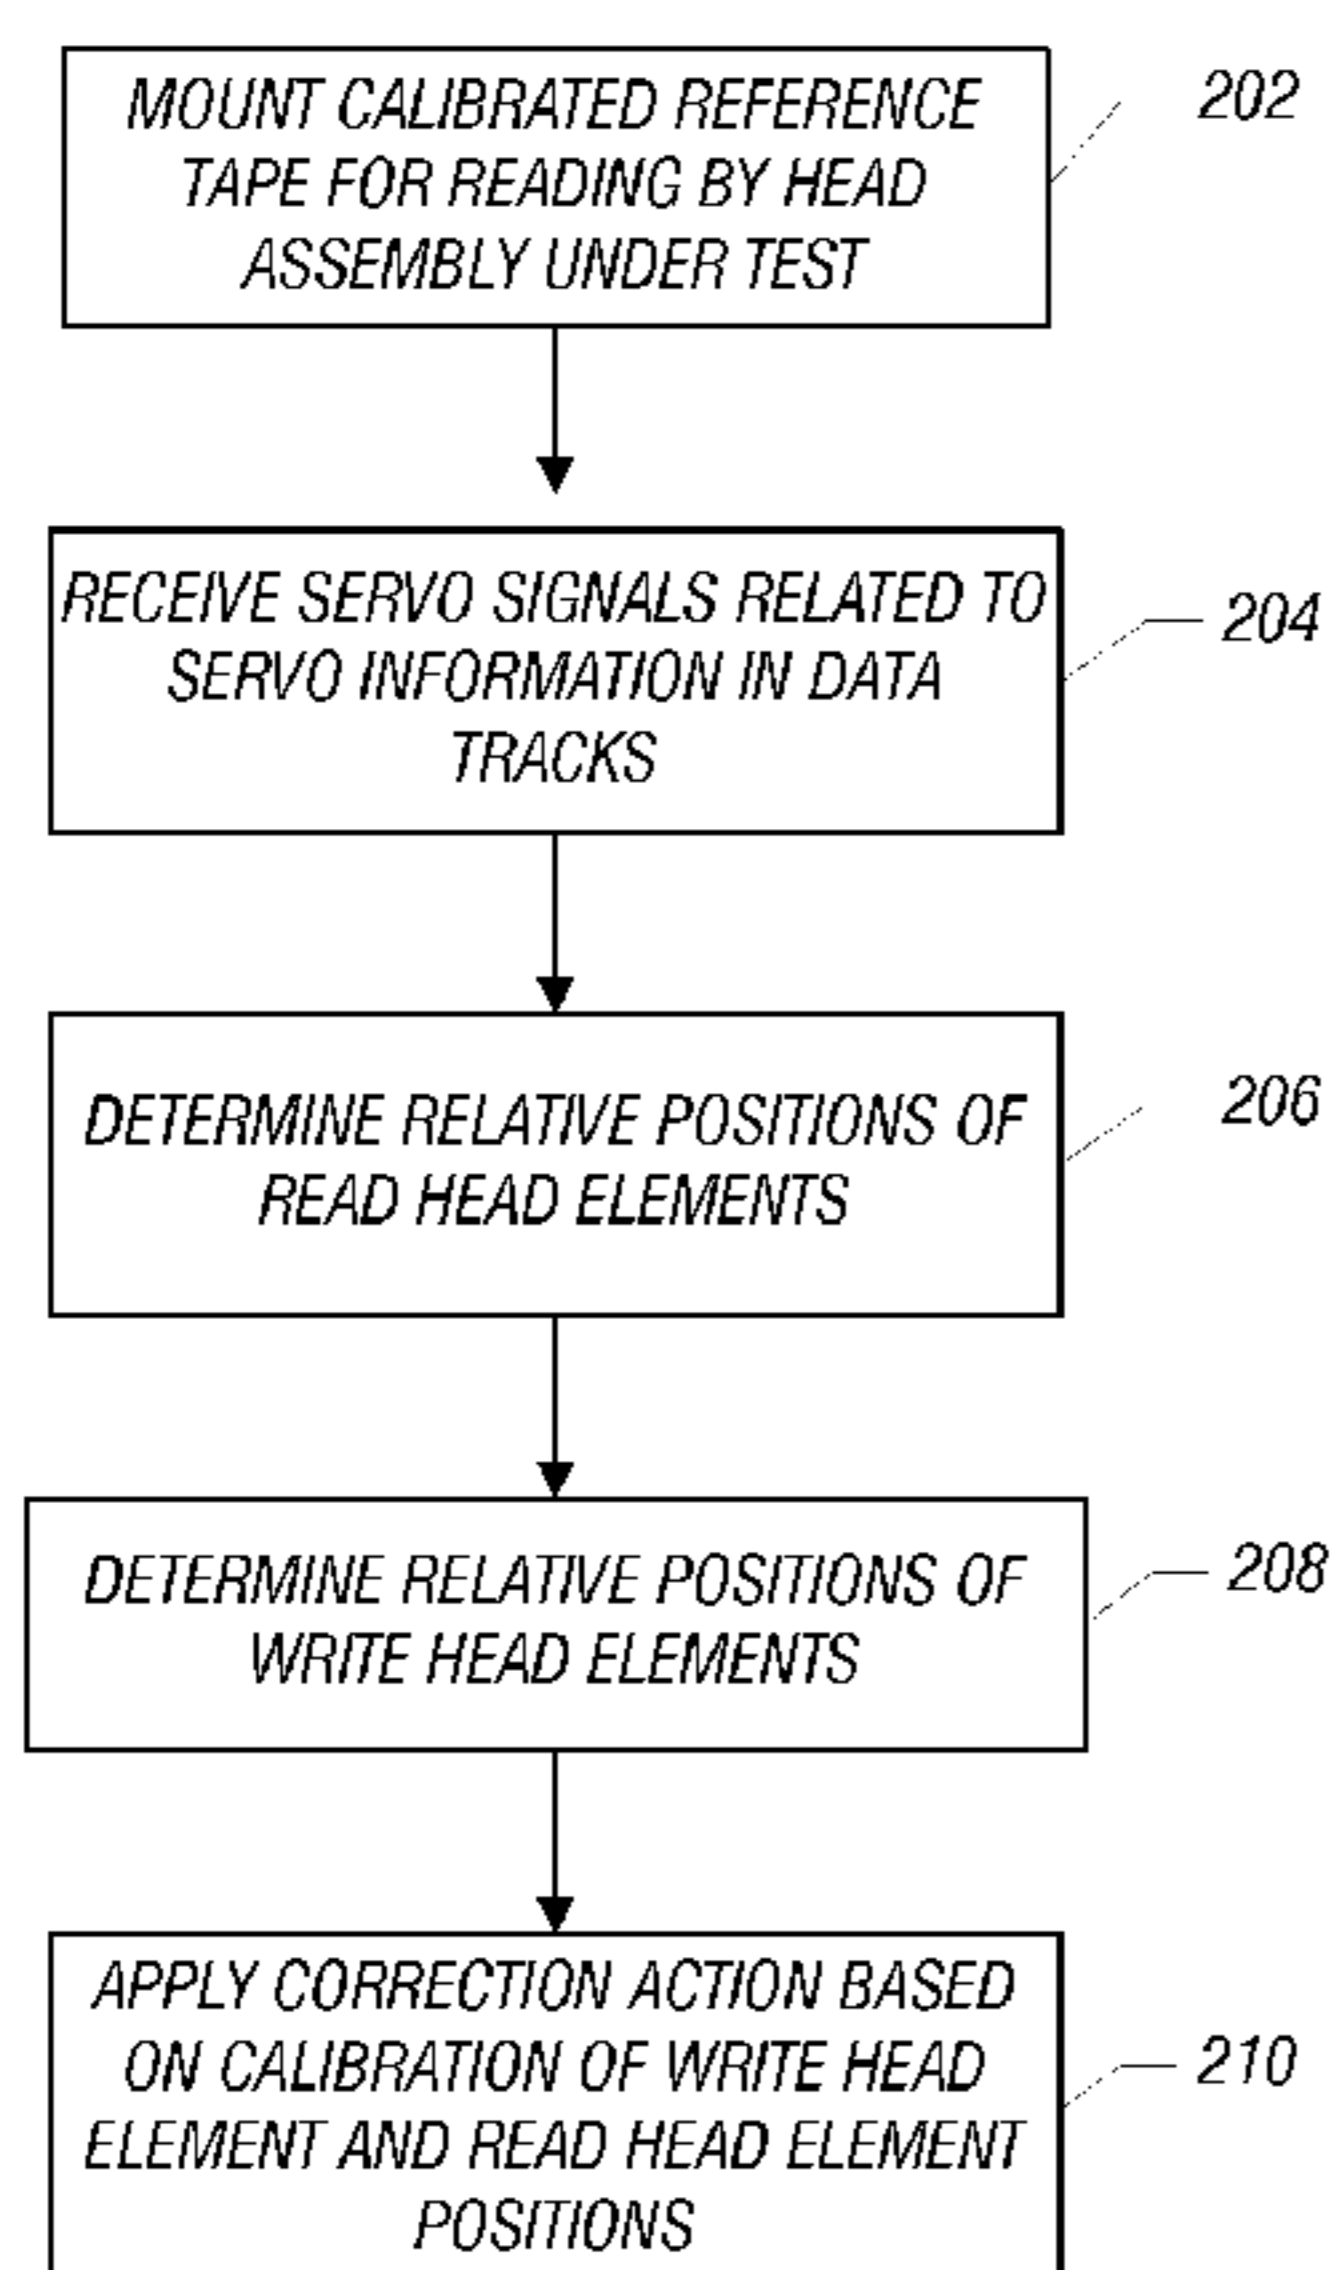 MOUNT CALIBRATED REFERENCE
TAPE FOR READING BY HEAD
ASSEMBLY UNDER TEST
202
RECEIVE SERVO SIGNALS RELATED TO
SERVO INFORMATION IN DATA
TRACKS
204
DETERMINE RELATIVE POSITIONS OF
READ HEAD ELEMENTS
206
DETERMINE RELATIVE POSITIONS OF
WRITE HEAD ELEMENTS
208
APPLY CORRECTION ACTION BASED
ON CALIBRATION OF WRITE HEAD
ELEMENT AND READ HEAD ELEMENT
POSITIONS
210